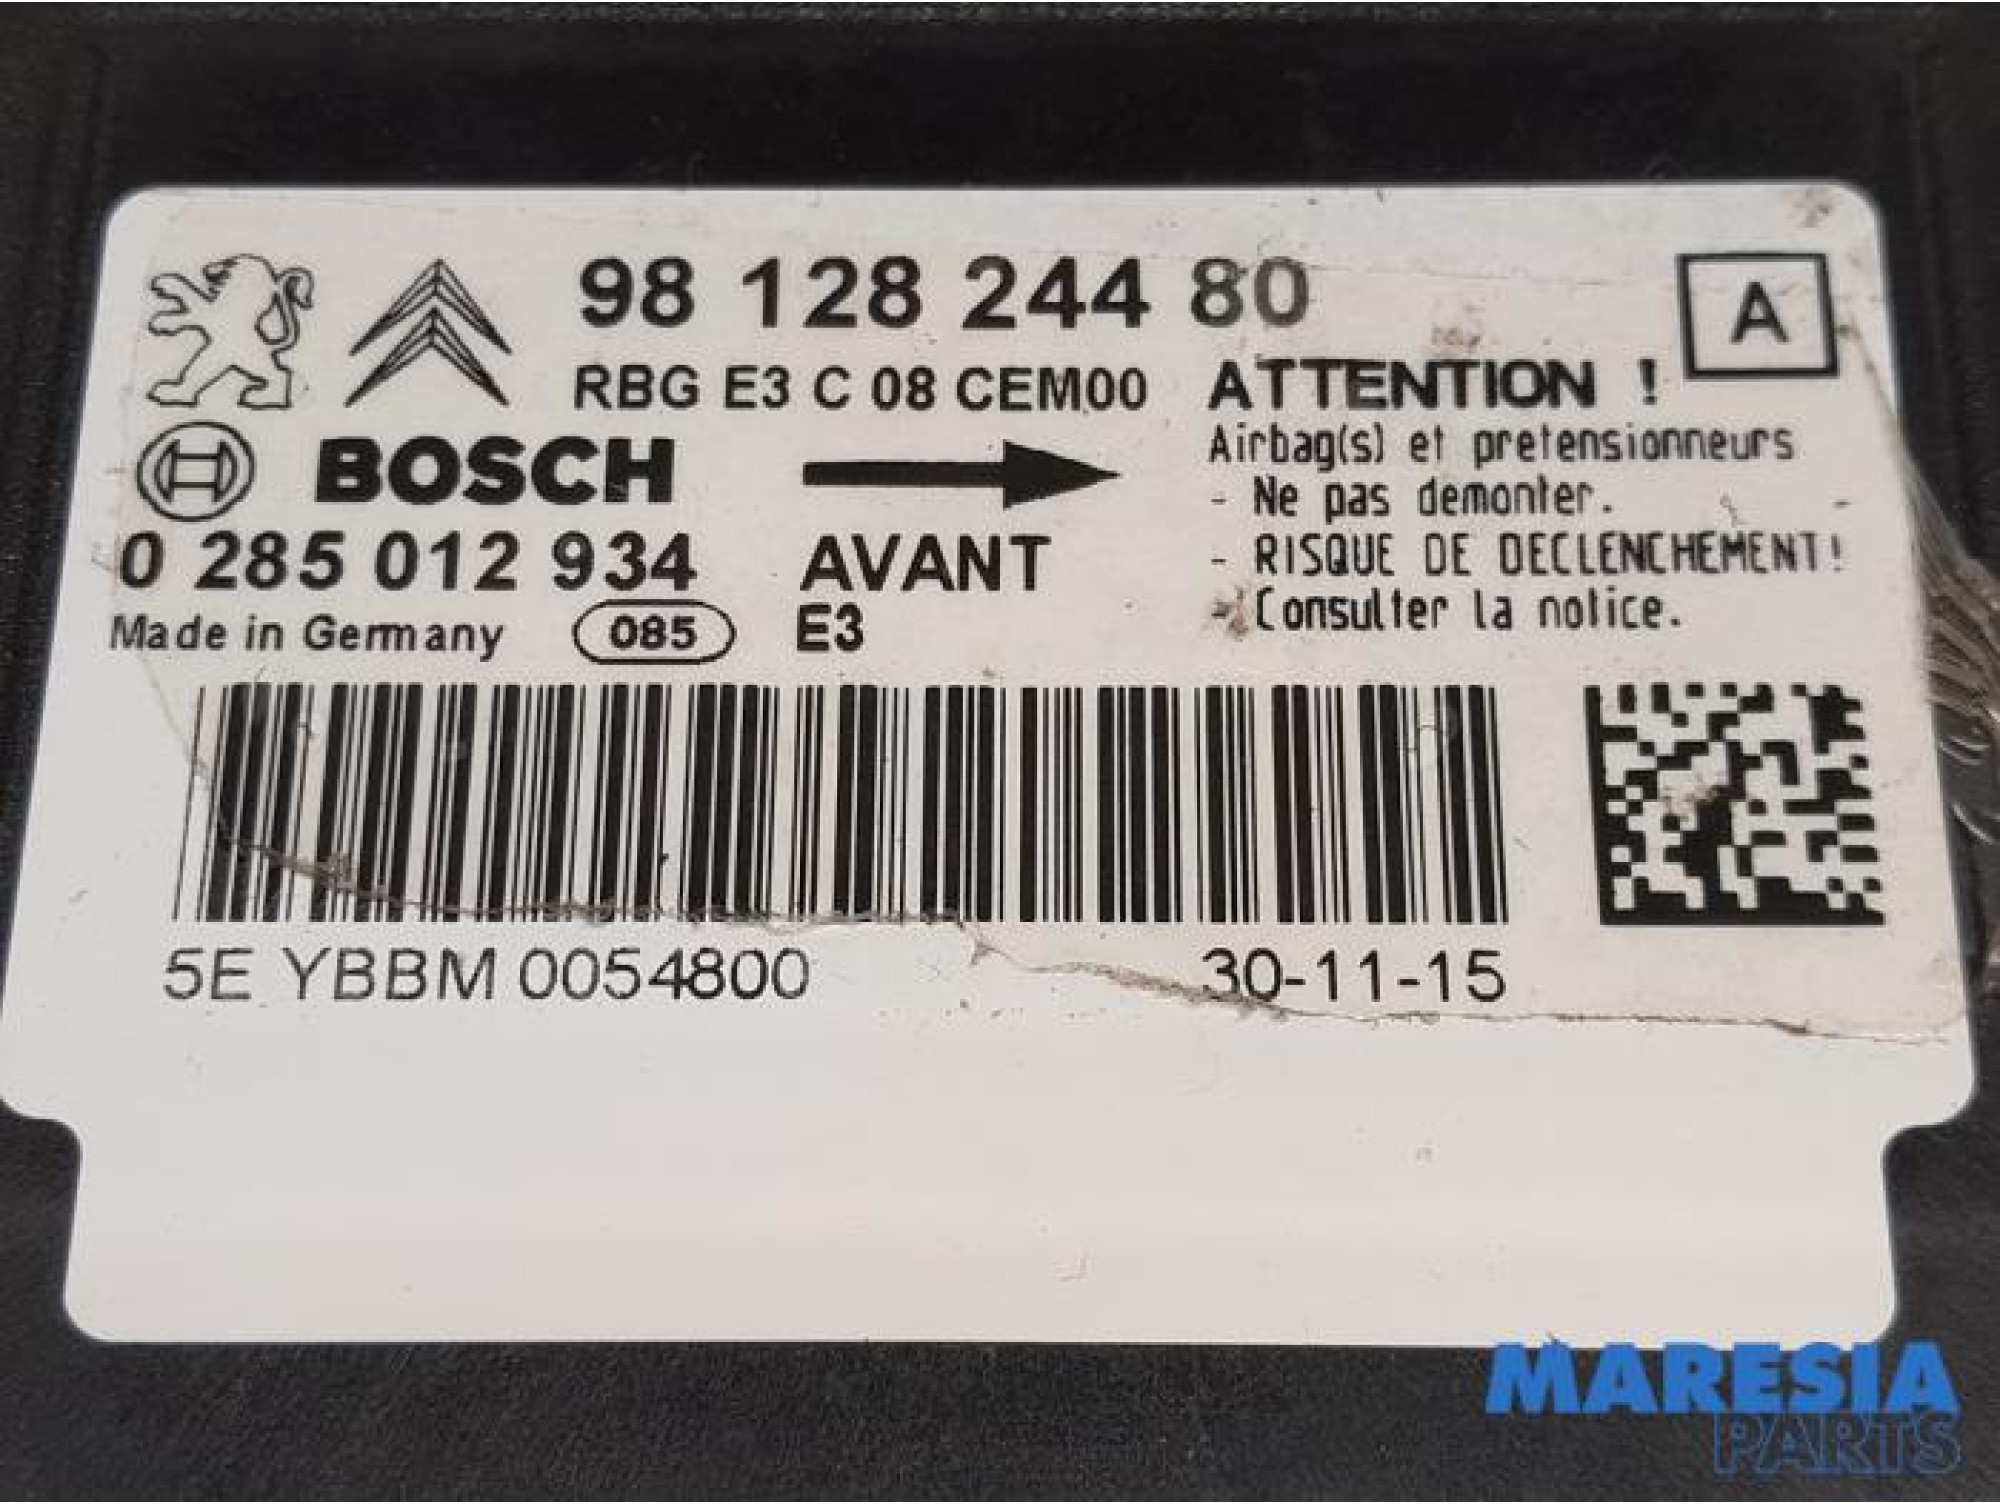 98 128 244 80
A
RBG E3 C 08 CEM00
ATTENTION !
BOSCH
Airbag(s) et pretensionneurs
- Ne pas demonter. -
0 285 012 934
AVANT
- RISQUE DE DECLENCHEMENT!
Made in Germany
085
E3
- Consulter la notice.
5E YBBM 0054800
30-11-15
MARESIA
PARTS